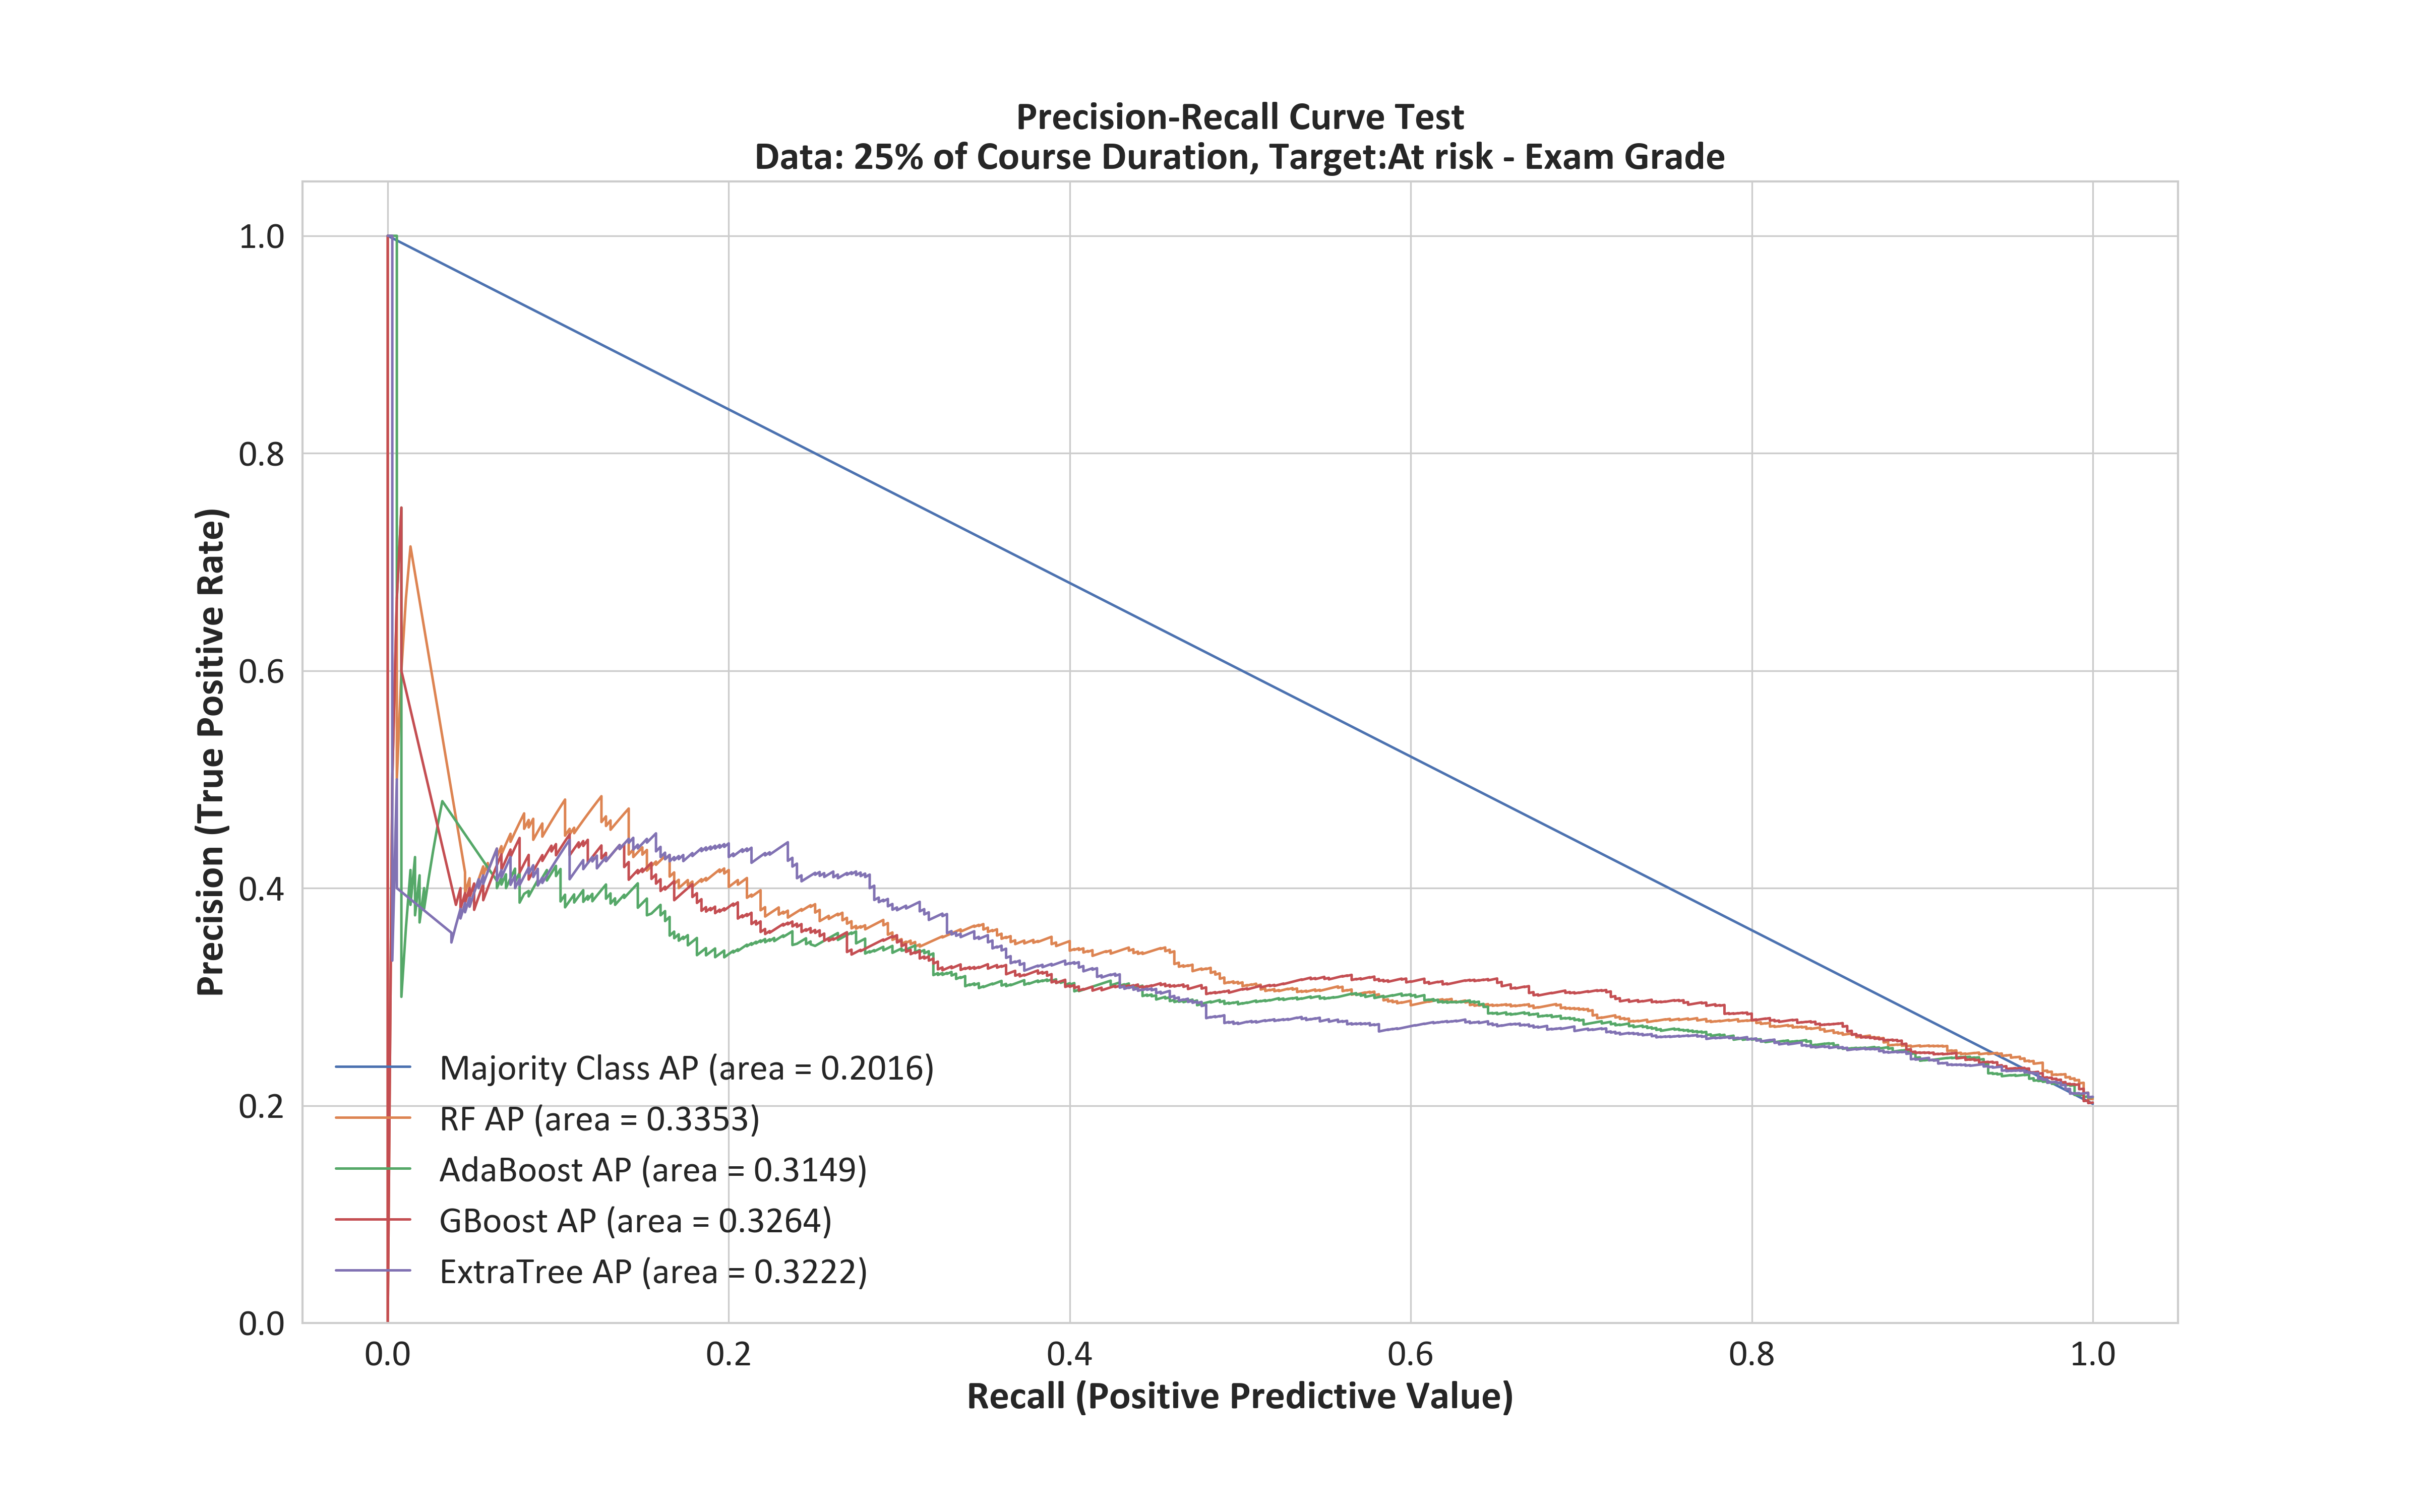 Precision-Recall Curve Test
Data: 25% of Course Duration, Target:At risk - Exam Grade
Precision (True Positive Rate)
1.0
0.8
0.6
0.4
0.2
0.0
Majority Class AP (area = 0.2016)
RF AP (area = 0.3353)
AdaBoost AP (area = 0.3149)
GBoost AP (area = 0.3264)
ExtraTree AP (area = 0.3222)
0.0 0.2 0.4 0.6 0.8 1.0
Recall (Positive Predictive Value)